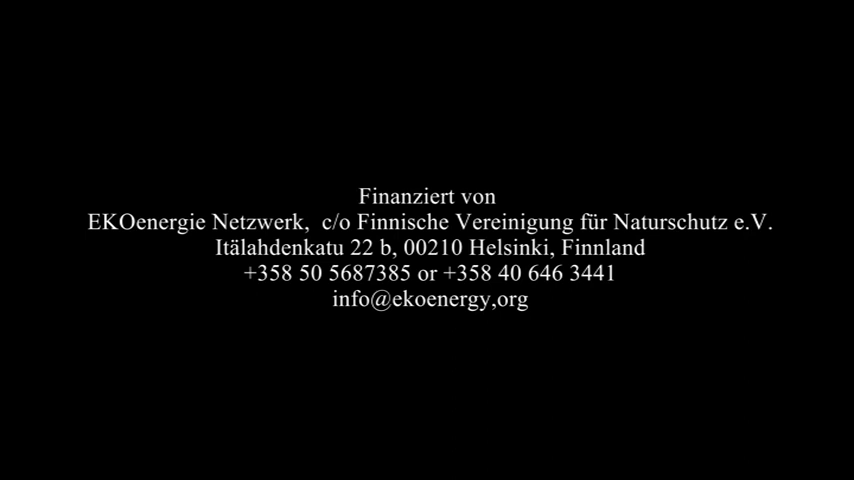 Finanziert von
EKOenergie Netzwerk,  c/o Finnische Vereinigung für Naturschutz e.V.
Itälahdenkatu 22 b, 00210 Helsinki, Finnland
+358 50 5687385 or +358 40 646 3441
info@ekoenergy,org